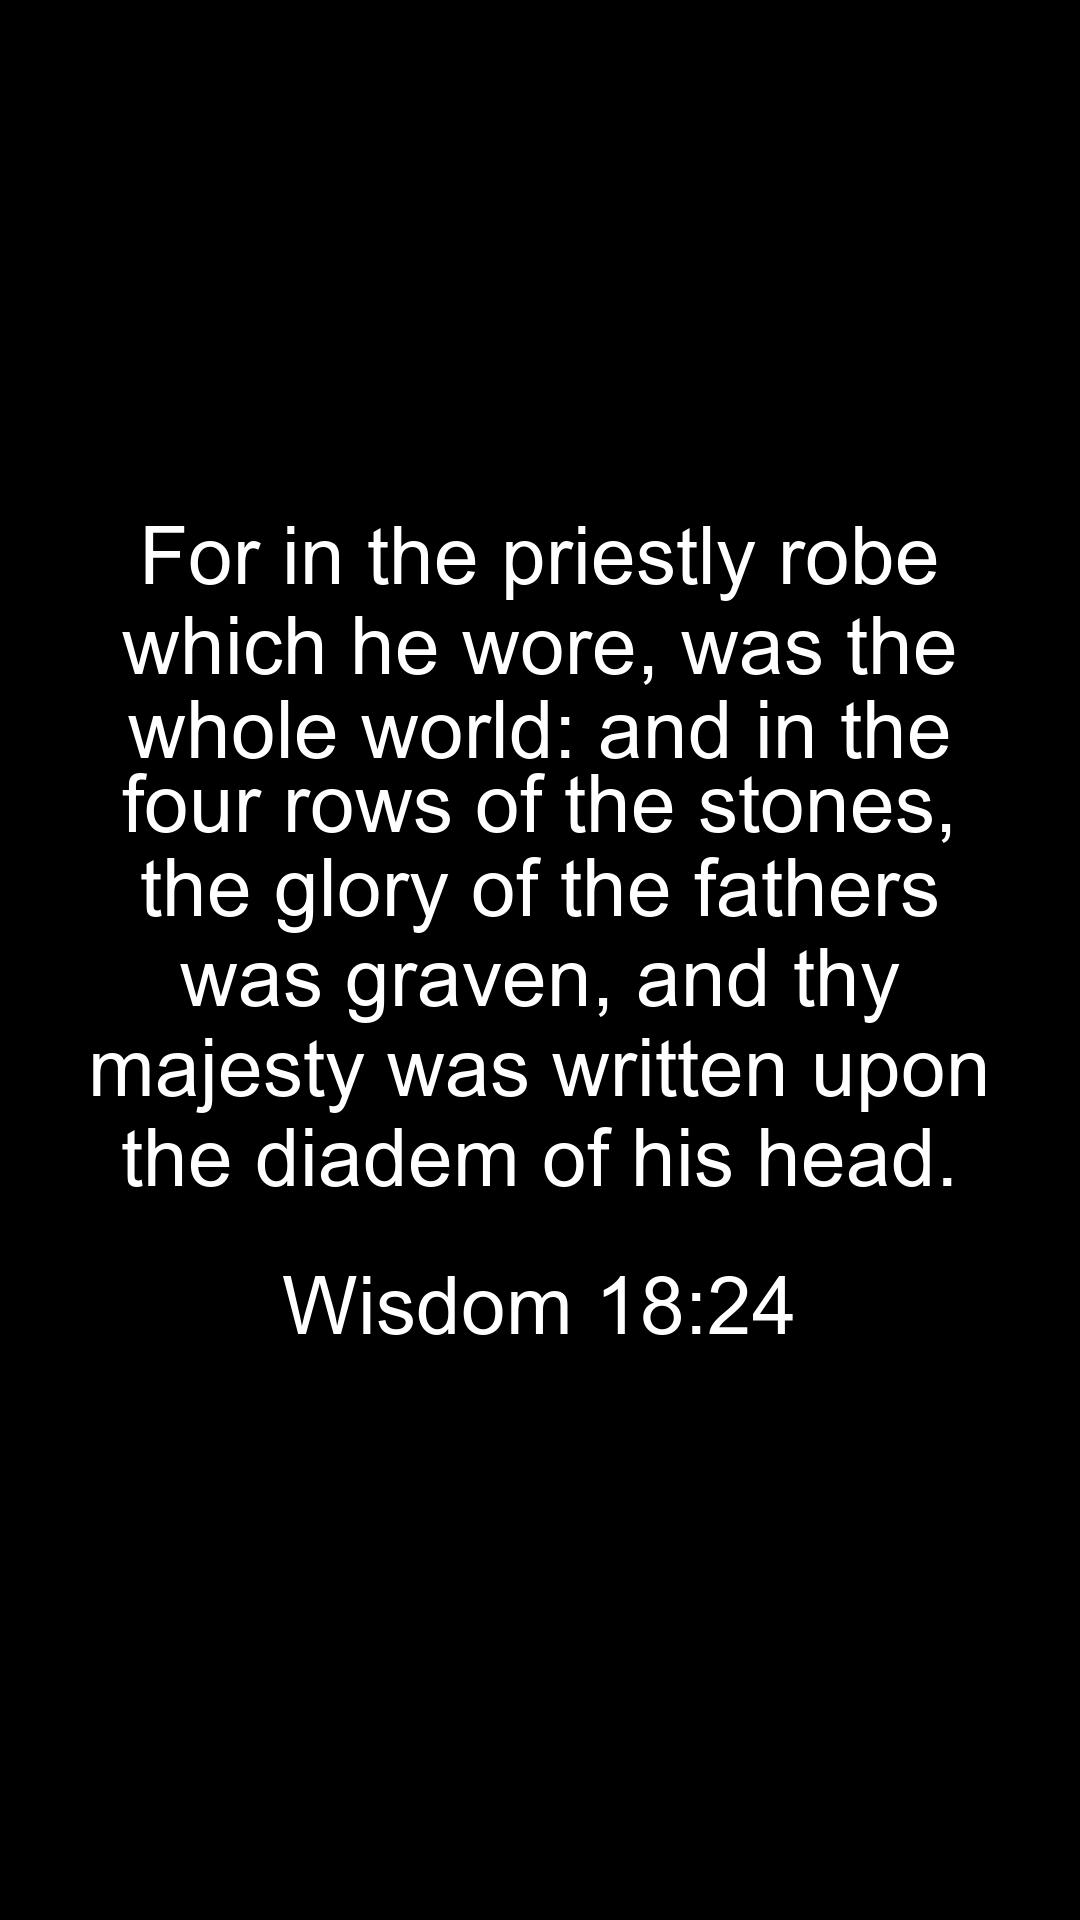 For in the priestly robe
which he wore, was the
whole world: and in the
four rows of the stones,
the glory of the fathers
was graven, and thy
majesty was written upon
the diadem of his head.
Wisdom 18:24